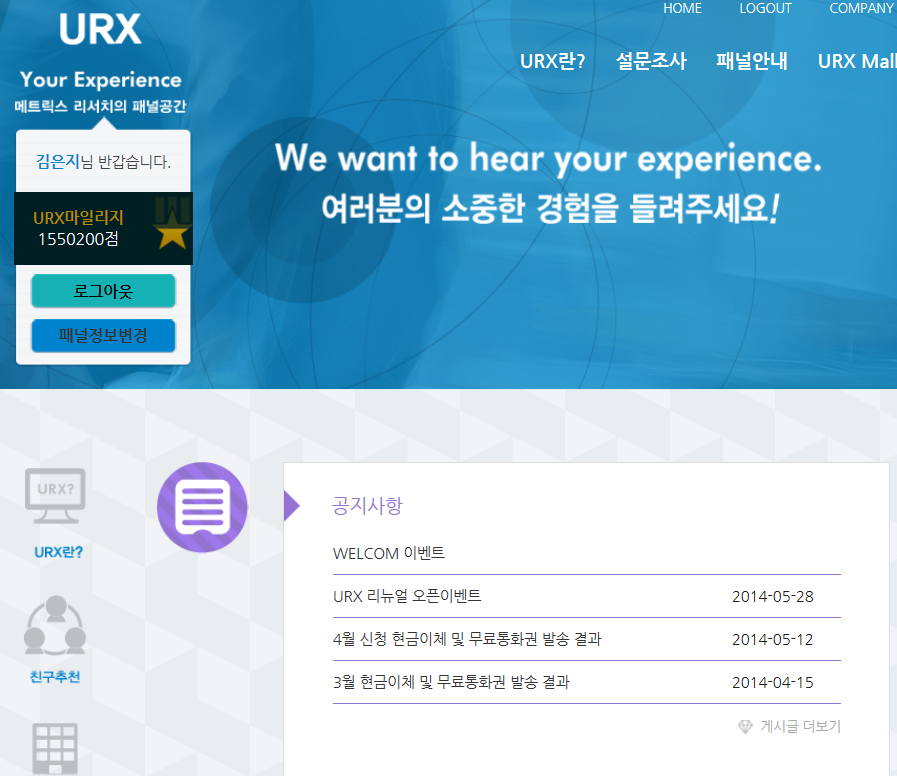 URX
HOME LOGOUT COMPANY
URX란? 설문조사 패널안내 URX Mall
Your Experience
메트릭스 리서치의 패널공간
김은지님 반갑습니다.
URX마일리지
1550200점
로그아웃
패널정보변경
We want to hear your experience.
여러분의 소중한 경험을 들려주세요!
URX?
URX란?
친구추천
공지사항
WELCOM 이벤트
URX 리뉴얼 오픈이벤트 2014-05-28
4월 신청 현금이체 및 무료통화권 발송 결과 2014-05-12
3월 현금이체 및 무료통화권 발송 결과 2014-04-15
게시글 더보기